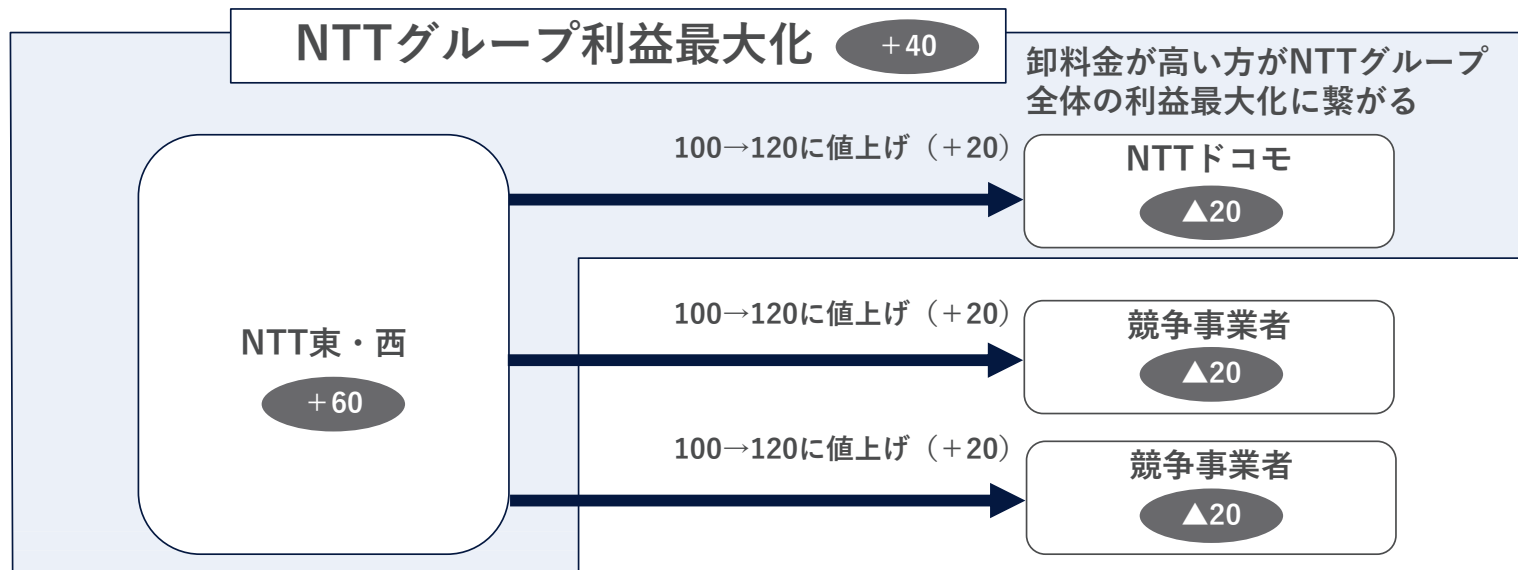 NTTグループ利益最大化 +40
卸料金が高い方がNTTグループ
全体の利益最大化に繋がる
100→120に値上げ（+20）
NTTドコモ
▲20
NTT東・西
+60
100→120に値上げ（+20）
競争事業者
▲20
100→120に値上げ（+20）
競争事業者
▲20